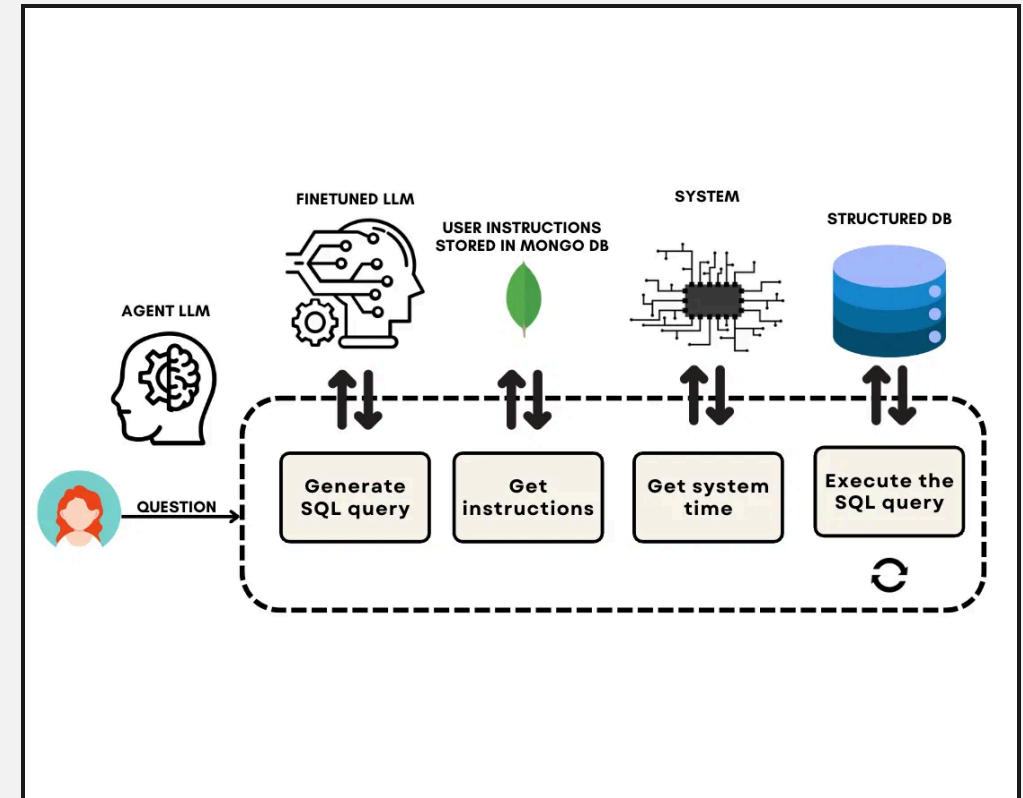 FINETUNED LLM
USER INSTRUCTIONS
STORED IN MONGO DB
SYSTEM
STRUCTURED DB
AGENT LLM
QUESTION
Generate
SQL query
Get
instructions
Get system
time
Execute the
SQL query